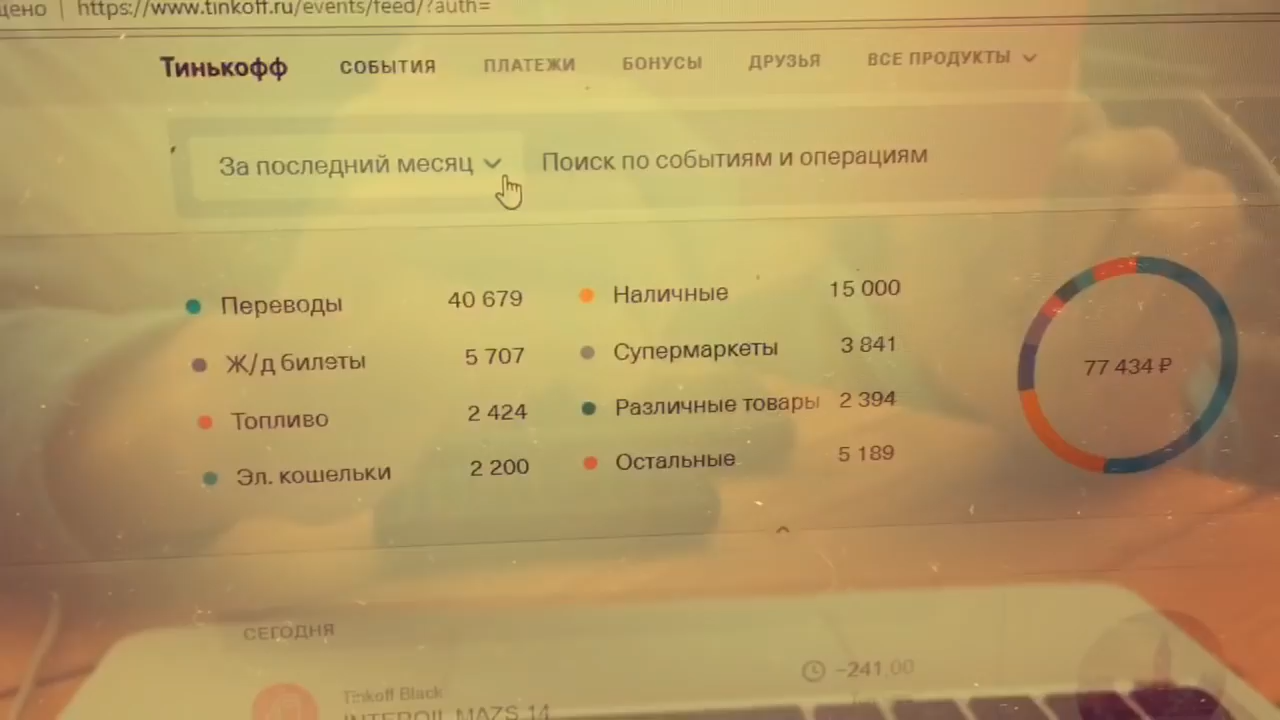 щено | https://www.tinkoff.ru/events/feed/?auth=
Тинькофф СОБЫТИЯ ПЛАТЕЖИ БОНУСЫ ДРУЗЬЯ ВСЕ ПРОДУКТЫ
За последний месяц Поиск по событиям и операциям
Переводы 40 679 Наличные 15 000
Ж/д билеты 5 707 Супермаркеты 3 841
77 434 ₽
Топливо 2 424 Различные товары 2 394
Эл. кошельки 2 200 Остальные 5 189
СЕГОДНЯ
Tinkoff Black −241,00
INTEROIL MAZS 14